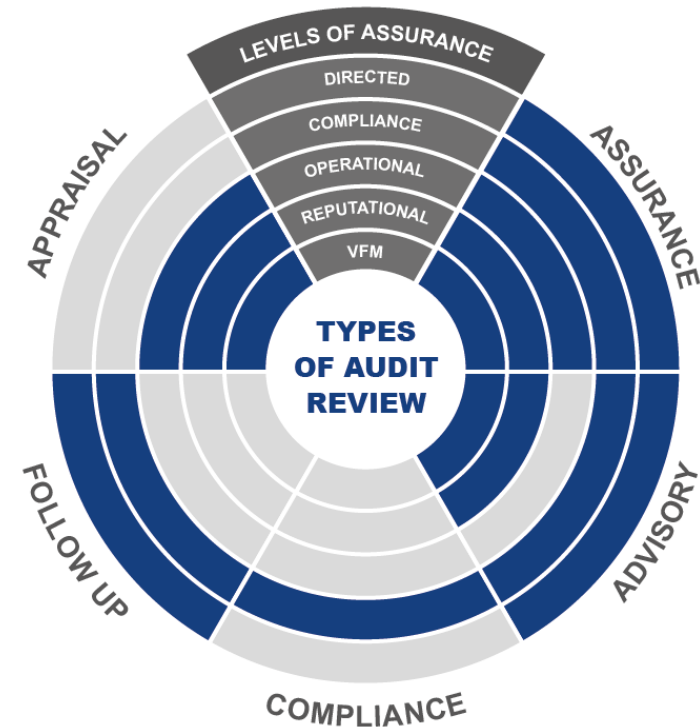 LEVELS OF ASSURANCE
DIRECTED
COMPLIANCE
OPERATIONAL
REPUTATIONAL
VFM
TYPES
OF AUDIT
REVIEW
ASSURANCE
ADVISORY
COMPLIANCE
FOLLOW UP
APPRAISAL